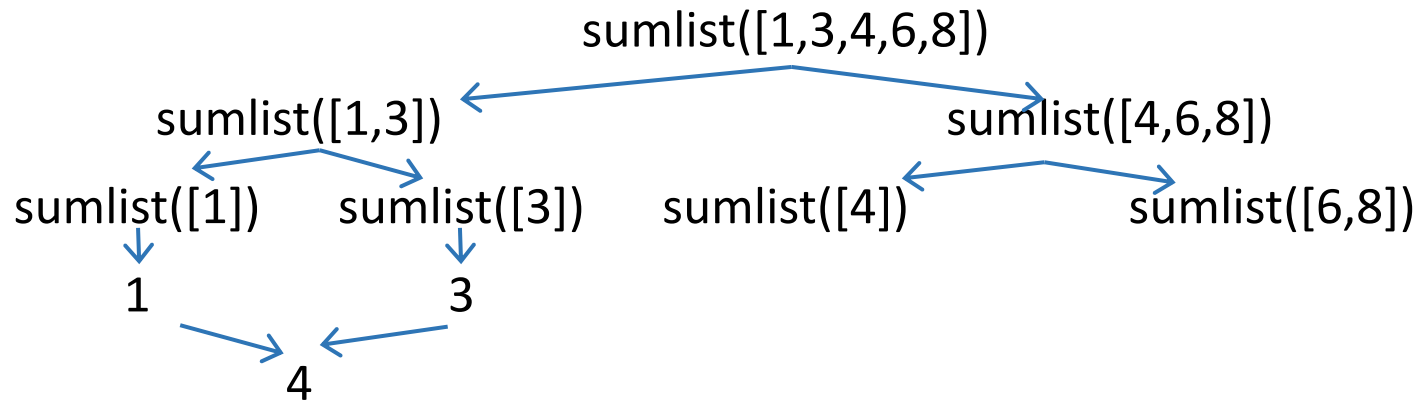 sumlist([1,3,4,6,8])
sumlist([1,3]) sumlist([4,6,8])
sumlist([1]) sumlist([3]) sumlist([4]) sumlist([6,8])
1 3
4